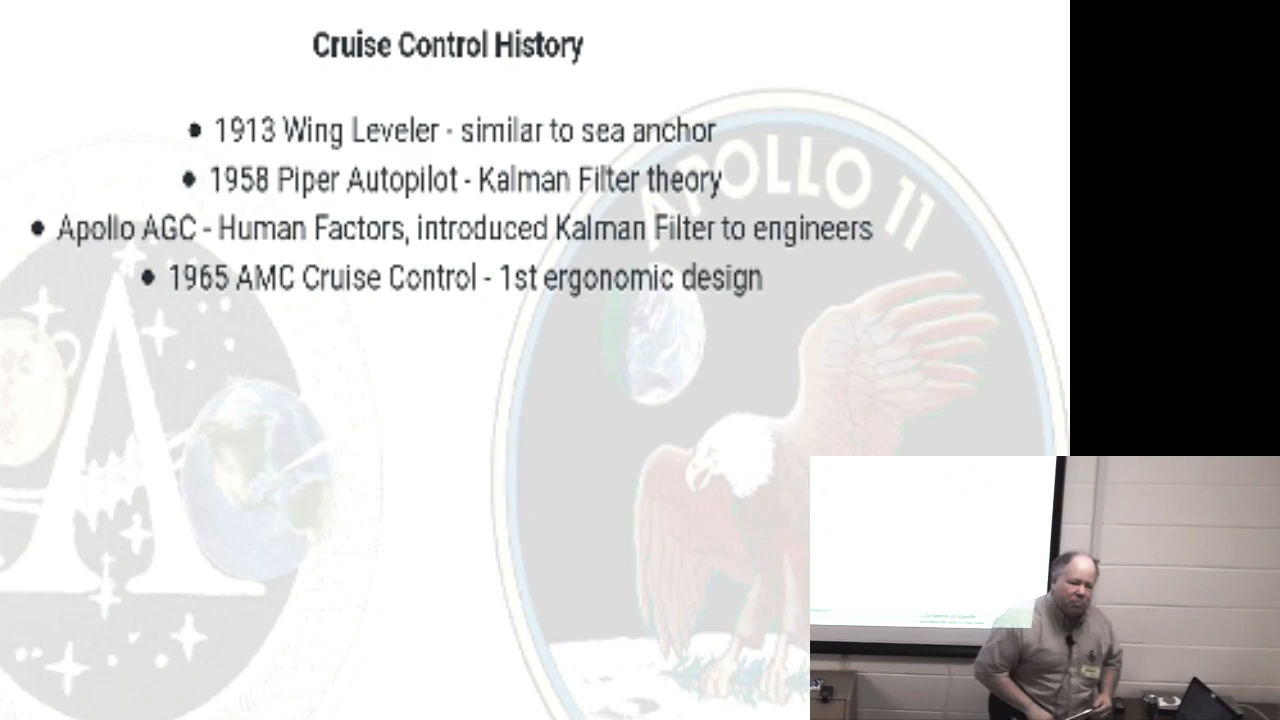 Cruise Control History
• 1913 Wing Leveler - similar to sea anchor
• 1958 Piper Autopilot - Kalman Filter theory
• Apollo AGC - Human Factors, introduced Kalman Filter to engineers
• 1965 AMC Cruise Control - 1st ergonomic design
APOLLO 11